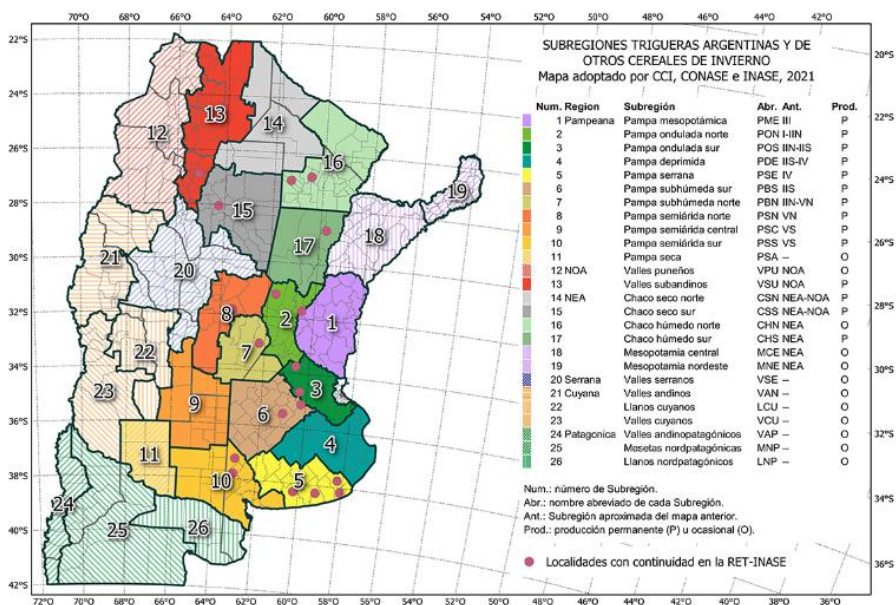 70°O 68°O 66°O 64°O 62°O 60°O 58°O 56°O 54°O 52°O 50°O 48°O 46°O 44°O 42°O
22°S
24°S
26°S
28°S
30°S
32°S
34°S
36°S
38°S
40°S
42°S
12
13
14
16
15
19
18
17
21
20
8
2
1
22
7
23
3
9
6
4
11
10
5
24
25
26
SUBREGIONES TRIGUERAS ARGENTINAS Y DE
OTROS CEREALES DE INVIERNO
Mapa adoptado por CCI, CONASE e INASE, 2021
Num. Region Subregión Abr. Ant. Prod.
1 Pampeana Pampa mesopotámica PME III P
2 Pampa ondulada norte PON I-IIN P
3 Pampa ondulada sur POS IIN-IIS P
4 Pampa deprimida PDE IIS-IV P
5 Pampa serrana PSE IV P
6 Pampa subhúmeda sur PBS IIS P
7 Pampa subhúmeda norte PBN IIN-VN P
8 Pampa semiárida norte PSN VN P
9 Pampa semiárida central PSC VS P
10 Pampa semiárida sur PSS VS P
11 Pampa seca PSA -- O
12 NOA Valles puneños VPU NOA O
13 Valles subandinos VSU NOA P
14 NEA Chaco seco norte CSN NEA-NOA P
15 Chaco seco sur CSS NEA-NOA P
16 Chaco húmedo norte CHN NEA O
17 Chaco húmedo sur CHS NEA P
18 Mesopotamia central MCE NEA O
19 Mesopotamia nordeste MNE NEA O
20 Serrana Valles serranos VSE -- O
21 Cuyana Valles andinos VAN -- O
22 Llanos cuyanos LCU -- O
23 Valles cuyanos VCU -- O
24 Patagonica Valles andinopatagónicos VAP -- O
25 Mesetas nordpatagónicas MNP -- O
26 Llanos nordpatagónicos LNP -- O
Num.: número de Subregión.
Abr.: nombre abreviado de cada Subregión.
Ant.: Subregión aproximada del mapa anterior.
Prod.: producción permanente (P) u ocasional (O).
Localidades con continuidad en la RET-INASE
20°S
22°S
24°S
26°S
28°S
30°S
32°S
34°S
36°S
72°O 70°O 68°O 66°O 64°O 62°O 60°O 58°O 56°O 54°O 52°O 50°O 48°O 46°O 44°O 42°O 40°O 38°O 36°O